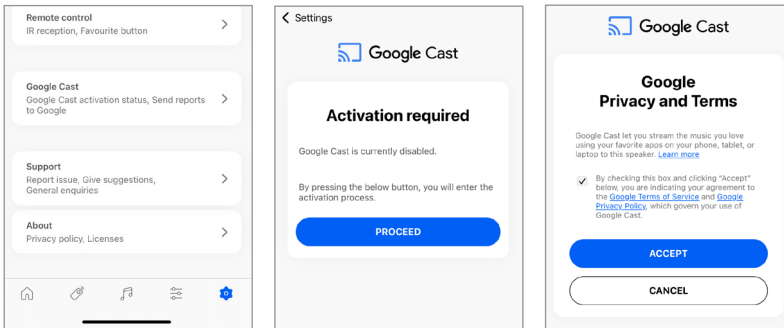 Remote control
IR reception, Favourite button
Google Cast
Google Cast activation status, Send reports
to Google
Support
Report issue, Give suggestions,
General enquiries
About
Privacy policy, Licenses
Settings
Google Cast
Activation required
Google Cast is currently disabled.
By pressing the below button, you will enter the
activation process.
PROCEED
Google Cast
Google
Privacy and Terms
Google Cast let you stream the music you love
using your favorite apps on your phone, tablet, or
laptop to this speaker. Learn more
By checking this box and clicking "Accept"
below, you are indicating your agreement to
the Google Terms of Service and Google
Privacy Policy, which govern your use of
Google Cast.
ACCEPT
CANCEL